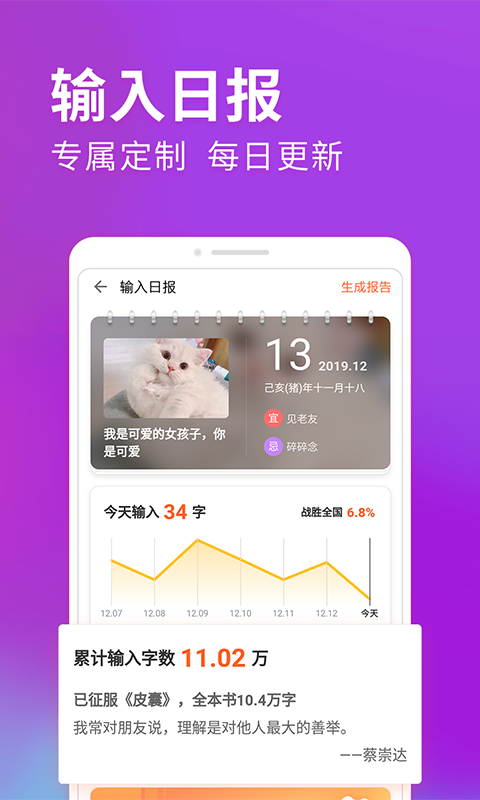 输入日报
专属定制 每日更新
输入日报
生成报告
13 2019.12
己亥(猪)年十一月十八
宜 见老友
忌 碎碎念
我是可爱的女孩子，你
是可爱
今天输入 34 字
战胜全国 6.8%
12.07 12.08 12.09 12.10 12.11 12.12 今天
累计输入字数 11.02 万
已征服《皮囊》，全本书10.4万字
我常对朋友说，理解是对他人最大的善举。
——蔡崇达